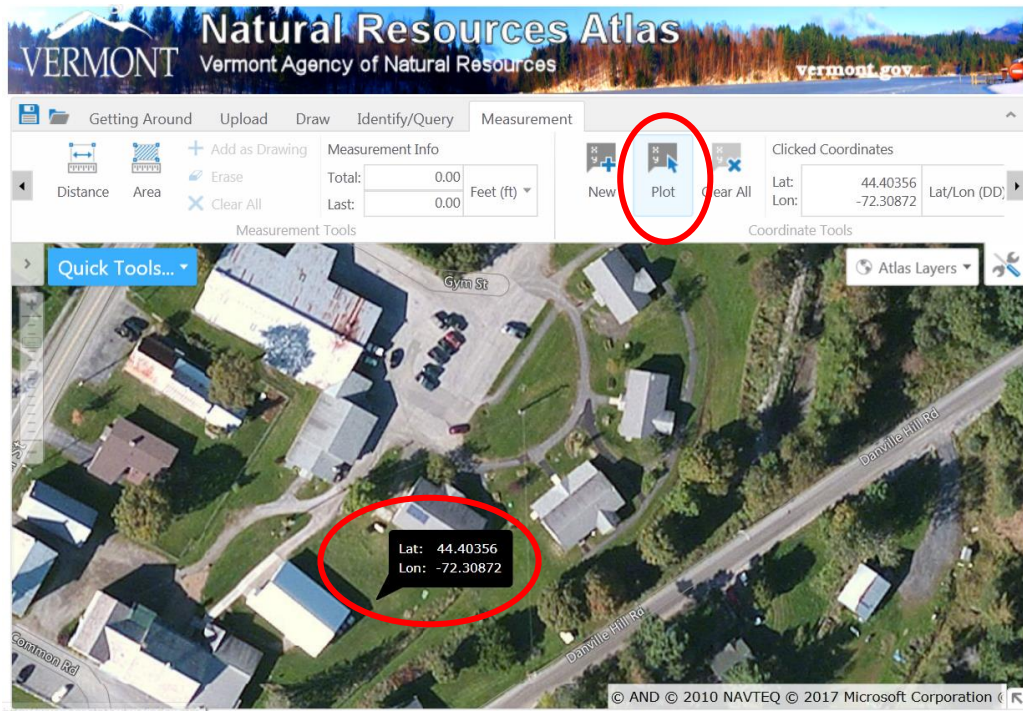 Natural Resources Atlas
VERMONT
Vermont Agency of Natural Resources
vermont.gov
Getting Around Upload Draw Identify/Query Measurement
Distance
Area
Add as Drawing
Erase
Clear All
Measurement Info
Total: 0.00
Last: 0.00
Feet (ft)
Measurement Tools
New
Plot
Clear All
Clicked Coordinates
Lat: 44.40356
Lon: -72.30872
Lat/Lon (DD)
Coordinate Tools
Quick Tools...
Atlas Layers
Gym St
Danville Hill Rd
Lat: 44.40356
Lon: -72.30872
Danville Hill Rd
Common Rd
© AND © 2010 NAVTEQ © 2017 Microsoft Corporation